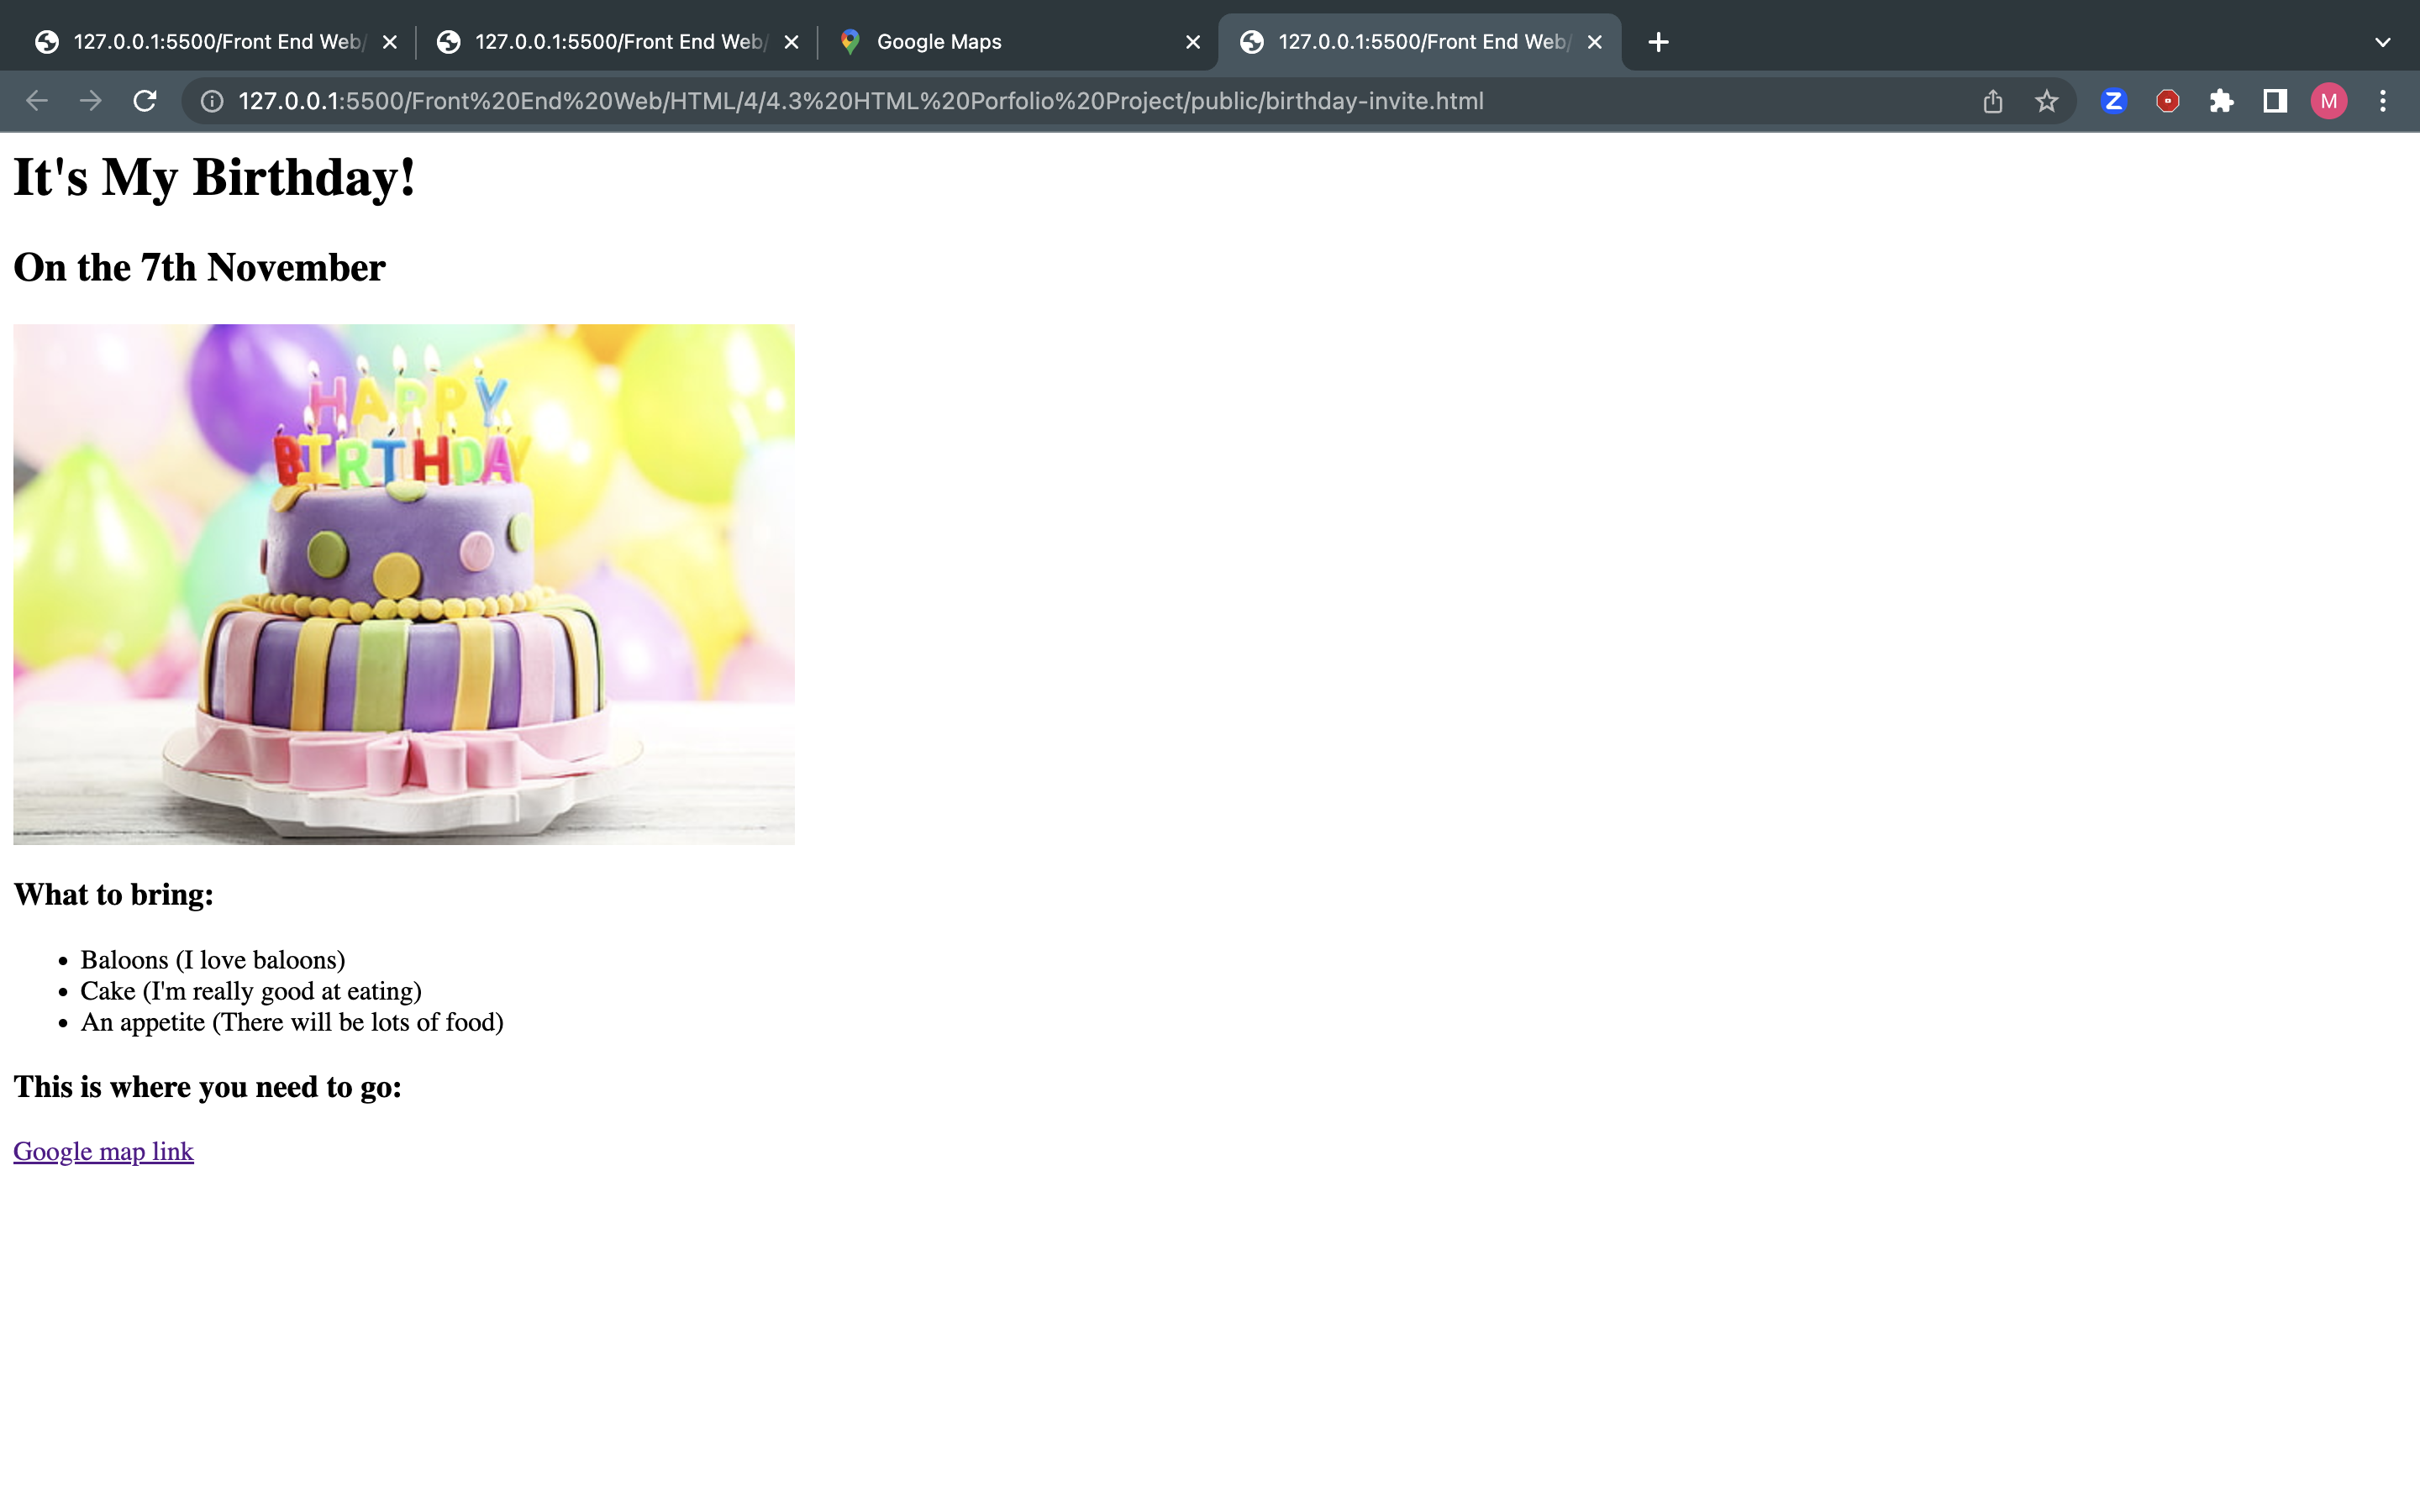 127.0.0.1:5500/Front End Web/
127.0.0.1:5500/Front End Web/
Google Maps
127.0.0.1:5500/Front End Web/
127.0.0.1:5500/Front%20End%20Web/HTML/4/4.3%20HTML%20Porfolio%20Project/public/birthday-invite.html
Z
M
It's My Birthday!
On the 7th November
HAPPY
BIRTHDAY
What to bring:
Baloons (I love baloons)
Cake (I'm really good at eating)
An appetite (There will be lots of food)
This is where you need to go:
Google map link